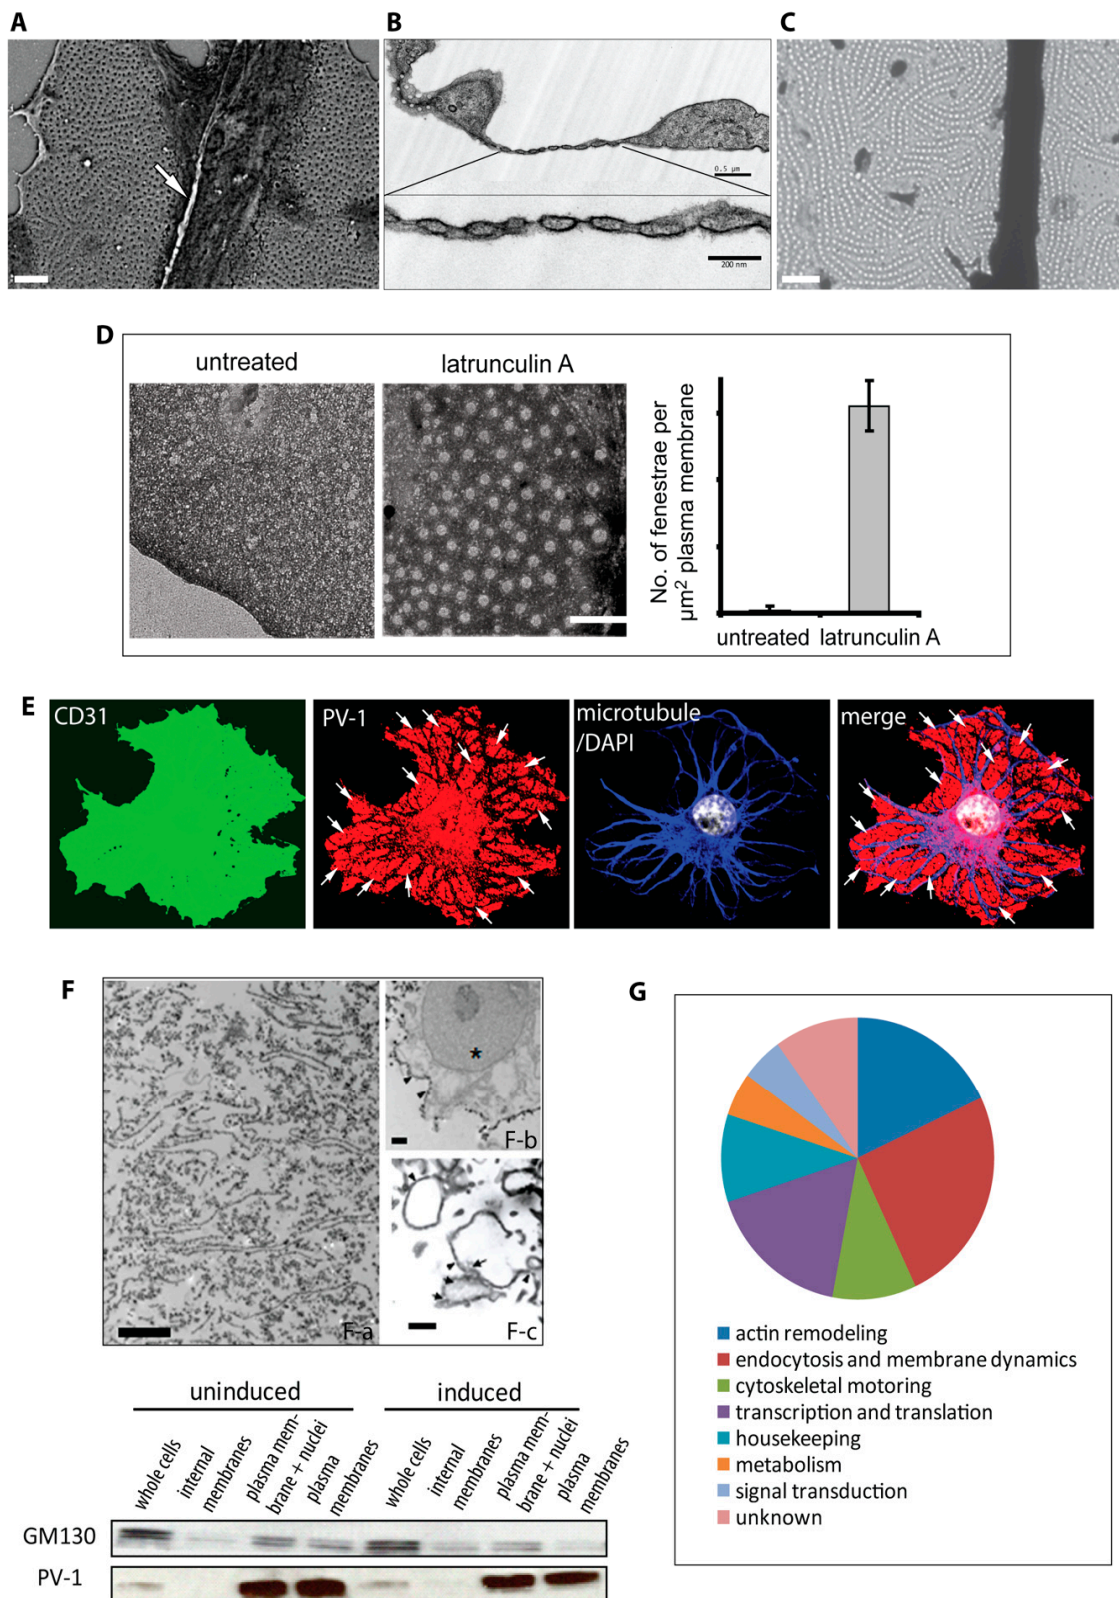 A
B
C
0.5 µm
200 nm
D
untreated
latrunculin A
No. of fenestrae per
µm² plasma membrane
untreated
latrunculin A
E
CD31
PV-1
microtubule
/DAPI
merge
F
F-a
*
F-b
F-c
G
actin remodeling
endocytosis and membrane dynamics
cytoskeletal motoring
transcription and translation
housekeeping
metabolism
signal transduction
unknown
uninduced
induced
whole cells
internal
membranes
plasma mem-
brane + nuclei
plasma
membranes
whole cells
internal
membranes
plasma mem-
brane + nuclei
plasma
membranes
GM130
PV-1